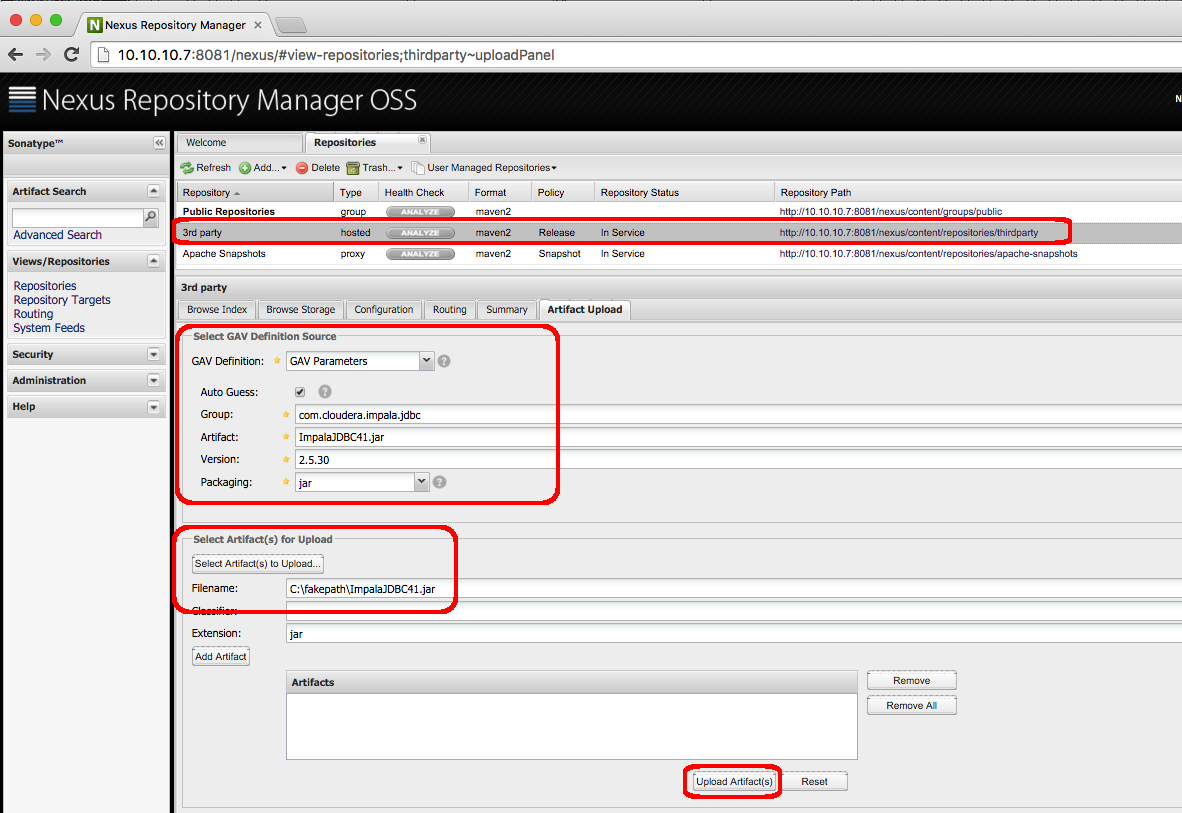 Nexus Repository Manager
10.10.10.7:8081/nexus/#view-repositories;thirdparty~uploadPanel
Nexus Repository Manager OSS
N
Sonatype™
Artifact Search
Advanced Search
Views/Repositories
Repositories
Repository Targets
Routing
System Feeds
Security
Administration
Help
Welcome
Repositories
Refresh Add... Delete Trash... User Managed Repositories
Repository Type Health Check Format Policy Repository Status Repository Path
Public Repositories group ANALYZE maven2 http://10.10.10.7:8081/nexus/content/groups/public
3rd party hosted ANALYZE maven2 Release In Service http://10.10.10.7:8081/nexus/content/repositories/thirdparty
Apache Snapshots proxy ANALYZE maven2 Snapshot In Service http://10.10.10.7:8081/nexus/content/repositories/apache-snapshots
3rd party
Browse Index Browse Storage Configuration Routing Summary Artifact Upload
Select GAV Definition Source
GAV Definition: GAV Parameters ?
Auto Guess: ?
Group: com.cloudera.impala.jdbc
Artifact: ImpalaJDBC41.jar
Version: 2.5.30
Packaging: jar ?
Select Artifact(s) for Upload
Select Artifact(s) to Upload...
Filename: C:\fakepath\ImpalaJDBC41.jar
Classifier:
Extension: jar
Add Artifact
Artifacts
Remove
Remove All
Upload Artifact(s) Reset